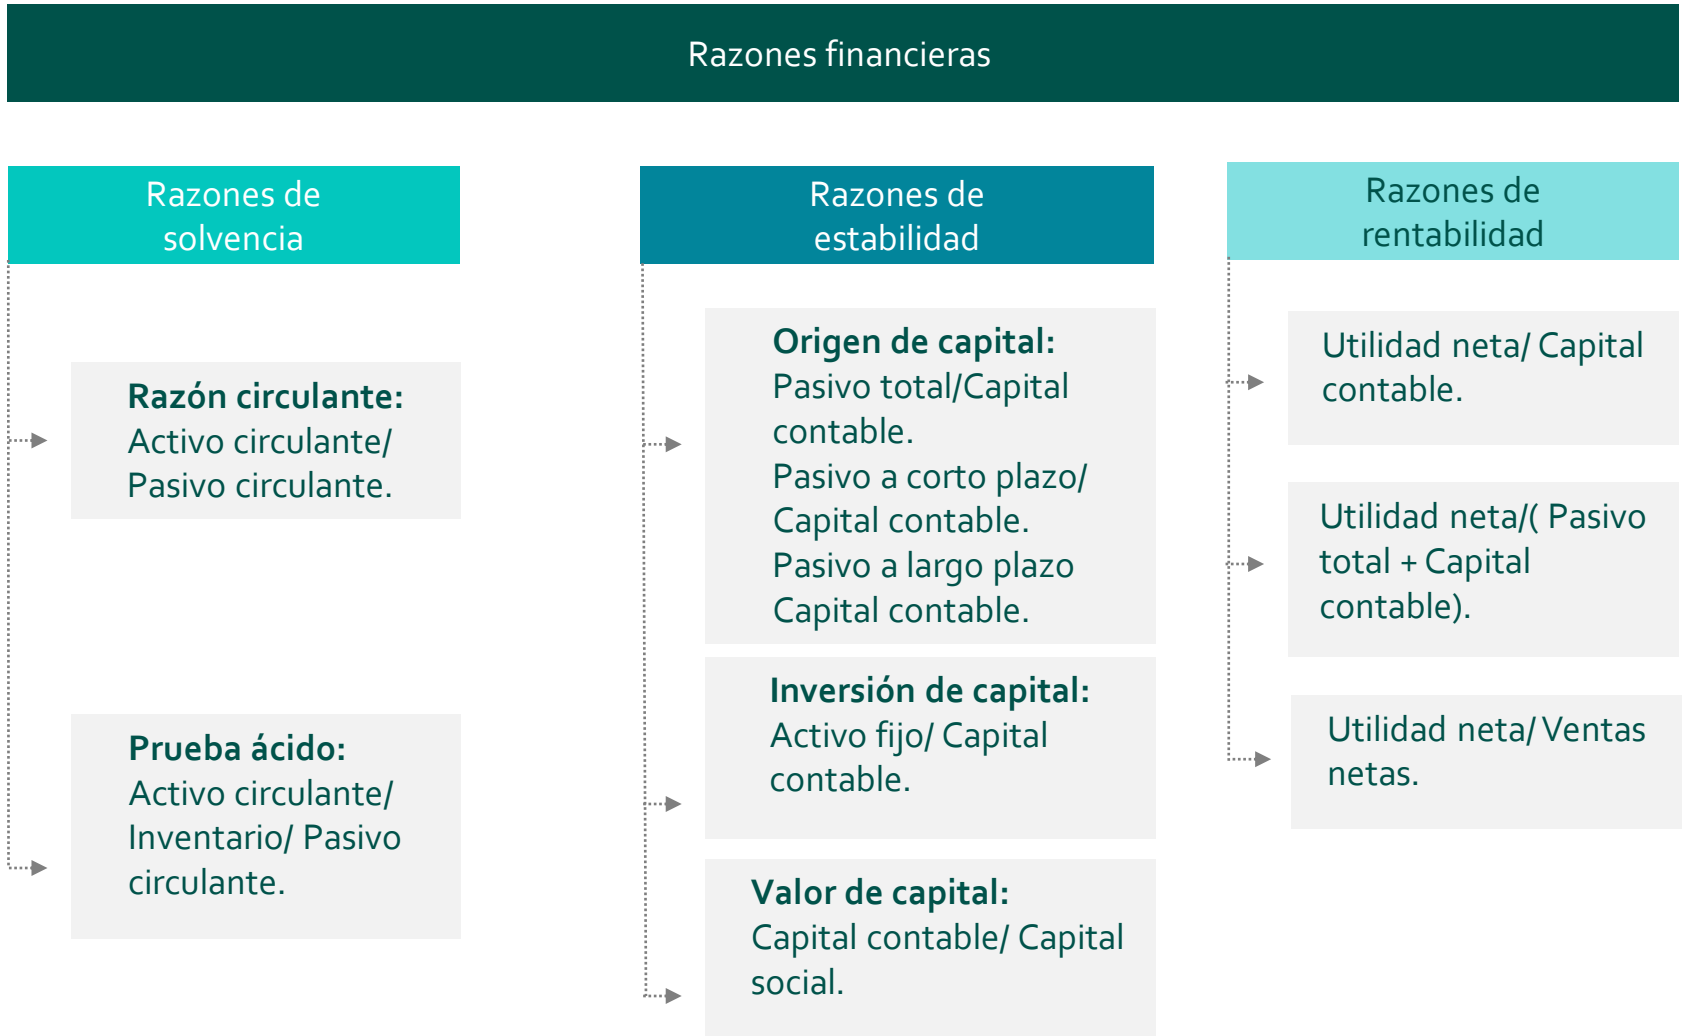 Razones financieras
Razones de
solvencia
Razón circulante:
Activo circulante/
Pasivo circulante.
Prueba ácido:
Activo circulante/
Inventario/ Pasivo
circulante.
Razones de
estabilidad
Origen de capital:
Pasivo total/Capital
contable.
Pasivo a corto plazo/
Capital contable.
Pasivo a largo plazo
Capital contable.
Inversión de capital:
Activo fijo/ Capital
contable.
Valor de capital:
Capital contable/ Capital
social.
Razones de
rentabilidad
Utilidad neta/ Capital
contable.
Utilidad neta/( Pasivo
total + Capital
contable).
Utilidad neta/ Ventas
netas.